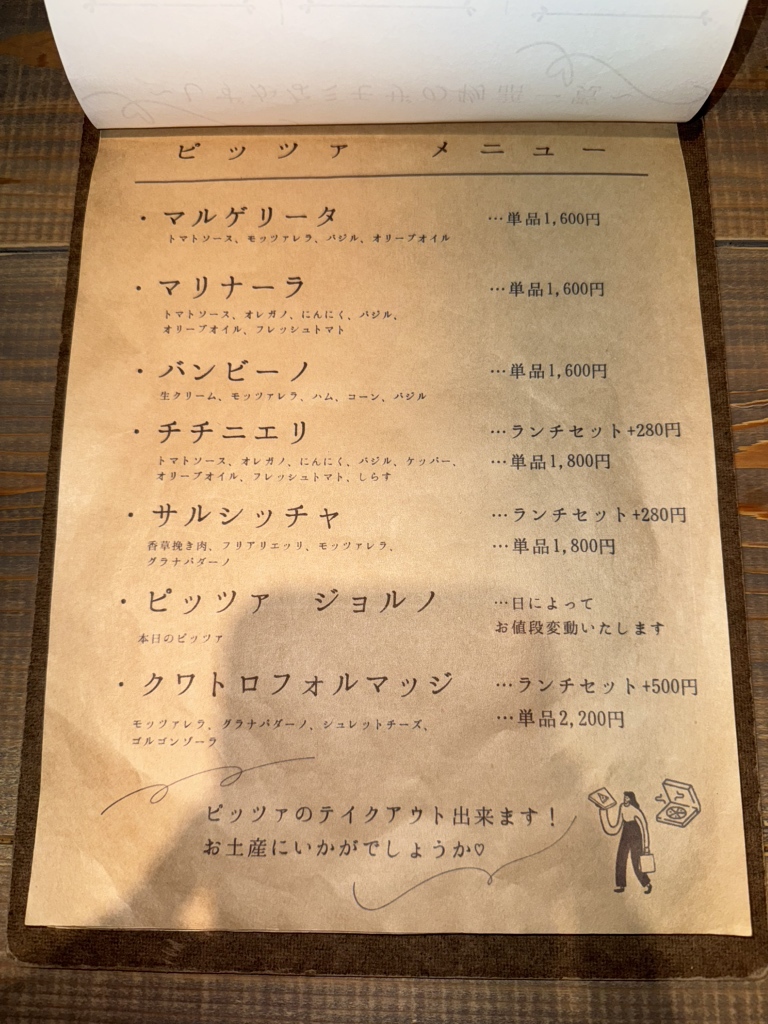 ピッツァ　メニュー
・マルゲリータ …単品1,600円
トマトソース、モッツァレラ、バジル、オリーブオイル
・マリナーラ …単品1,600円
トマトソース、オレガノ、にんにく、バジル、
オリーブオイル、フレッシュトマト
・バンビーノ …単品1,600円
生クリーム、モッツァレラ、ハム、コーン、バジル
・チチニエリ …ランチセット+280円
トマトソース、オレガノ、にんにく、バジル、ケッパー、 …単品1,800円
オリーブオイル、フレッシュトマト、しらす
・サルシッチャ …ランチセット+280円
香草挽き肉、フリアリエッリ、モッツァレラ、 …単品1,800円
グラナパダーノ
・ピッツァ　ジョルノ …日によって
お値段変動いたします
本日のピッツァ
・クワトロフォルマッジ …ランチセット+500円
モッツァレラ、グラナパダーノ、シュレットチーズ、 …単品2,200円
ゴルゴンゾーラ
ピッツァのテイクアウト出来ます！
お土産にいかがでしょうか♡